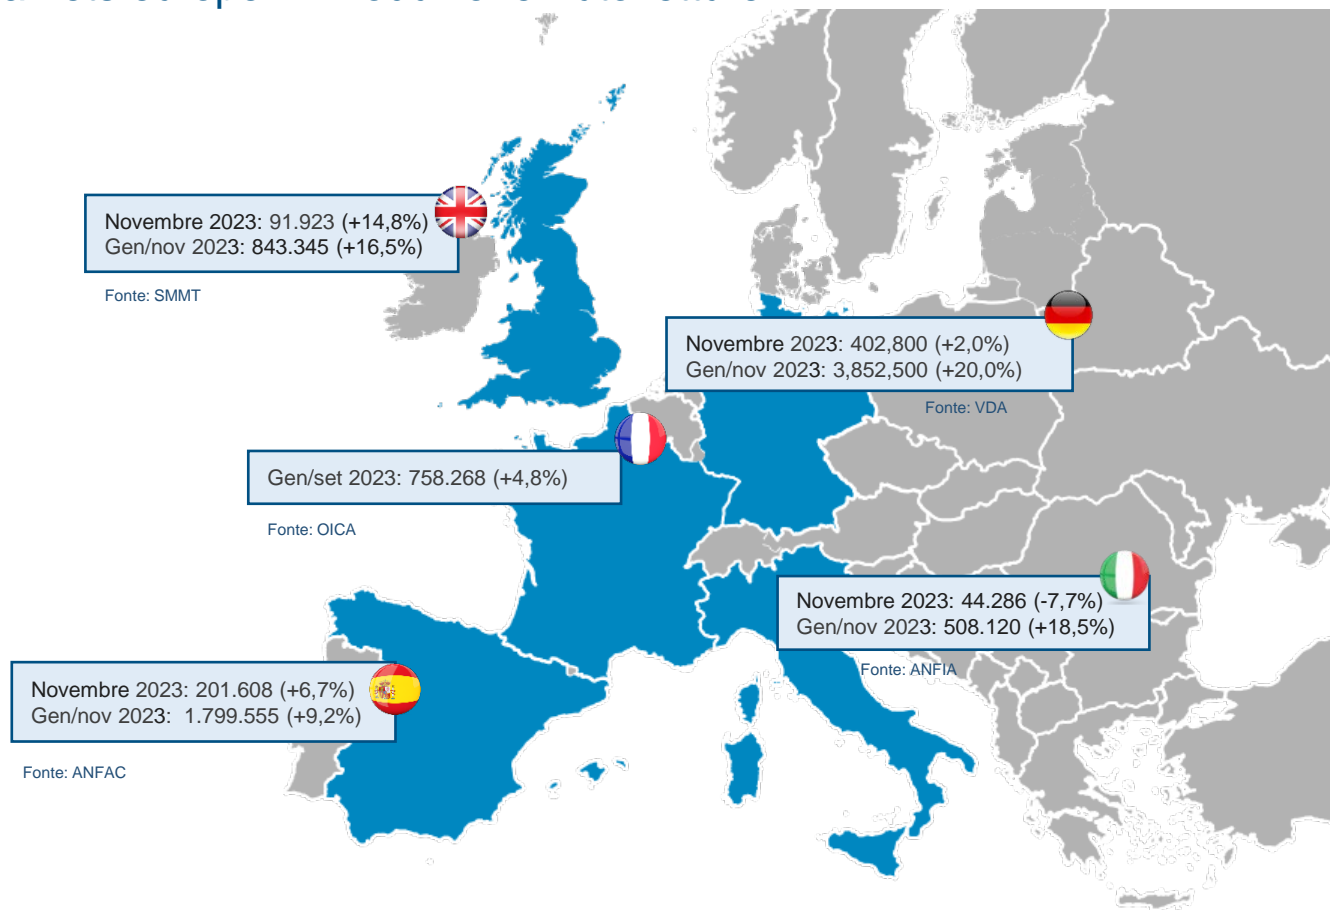 Novembre 2023: 91.923 (+14,8%)
Gen/nov 2023: 843.345 (+16,5%)
Fonte: SMMT
Novembre 2023: 402,800 (+2,0%)
Gen/nov 2023: 3,852,500 (+20,0%)
Fonte: VDA
Gen/set 2023: 758.268 (+4,8%)
Fonte: OICA
Novembre 2023: 44.286 (-7,7%)
Gen/nov 2023: 508.120 (+18,5%)
Fonte: ANFIA
Novembre 2023: 201.608 (+6,7%)
Gen/nov 2023: 1.799.555 (+9,2%)
Fonte: ANFAC